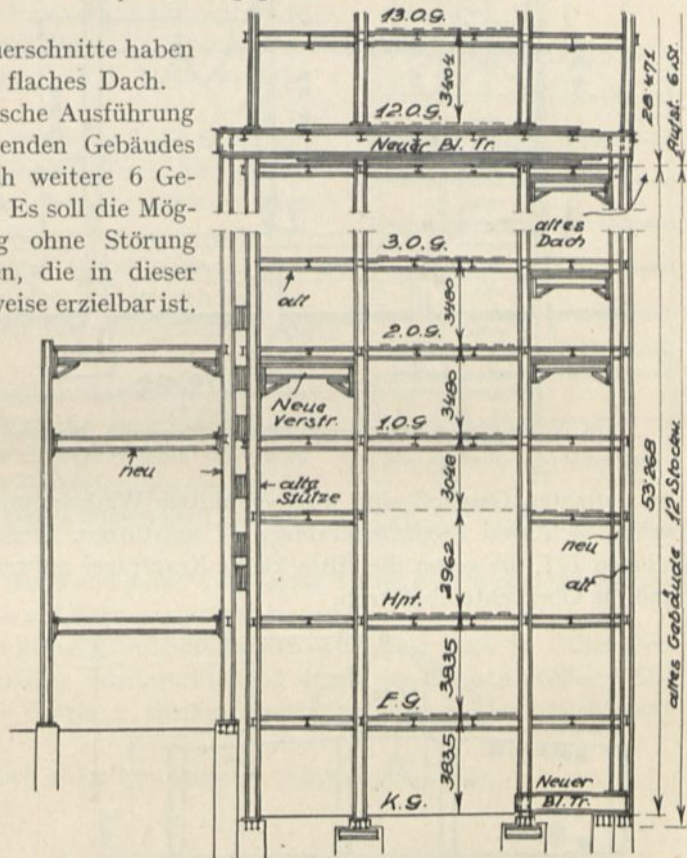 uerschnitte haben
flaches Dach.
sche Ausführung
enden Gebäudes
h weitere 6 Ge-
Es soll die Mög-
g ohne Störung
en, die in dieser
weise erzielbar ist.
13.O.G.
3404
12.O.G.
Neuer Bl. Tr.
28·471
Aufst. 6.St.
altes
Dach
3.O.G.
alt
3480
2.O.G.
Neue
Verstr.
3480
1.O.G
neu
alte
Stütze
3048
2962
neu
alt
Hpt.
3835
E.G.
3835
K.G.
Neuer
Bl. Tr.
53·268
altes Gebäude 12 Stockw.